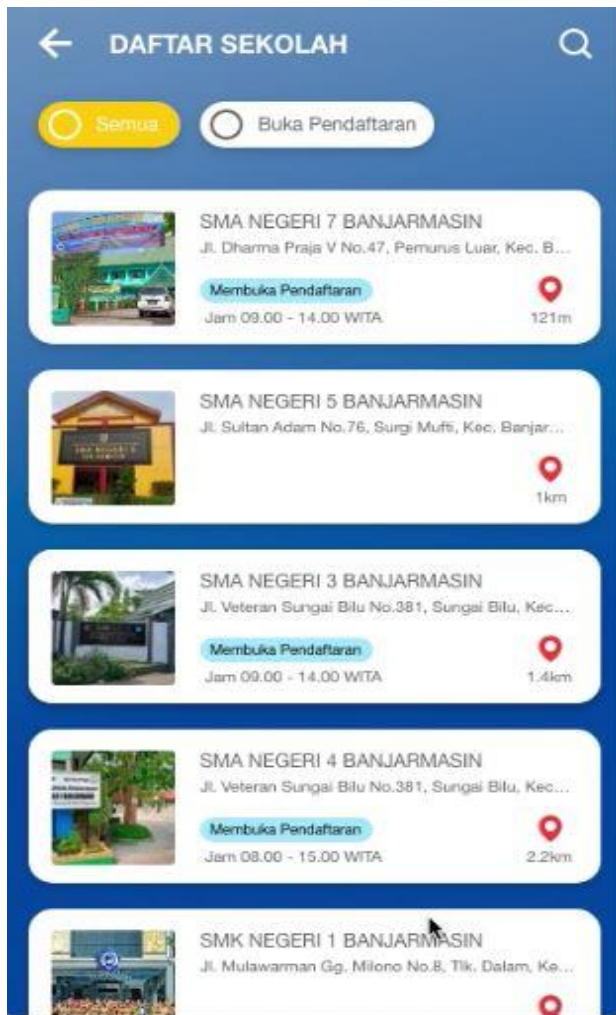 DAFTAR SEKOLAH
Semua
Buka Pendaftaran
SMA NEGERI 7 BANJARMASIN
Jl. Dharma Praja V No.47, Pemurus Luar, Kec. B...
Membuka Pendaftaran
Jam 09.00 - 14.00 WITA
121m
SMA NEGERI 5 BANJARMASIN
Jl. Sultan Adam No.76, Surgi Mufti, Kec. Banjar...
1km
SMA NEGERI 3 BANJARMASIN
Jl. Veteran Sungai Bilu No.381, Sungai Bilu, Kec...
Membuka Pendaftaran
Jam 09.00 - 14.00 WITA
1.4km
SMA NEGERI 4 BANJARMASIN
Jl. Veteran Sungai Bilu No.381, Sungai Bilu, Kec...
Membuka Pendaftaran
Jam 08.00 - 15.00 WITA
2.2km
SMK NEGERI 1 BANJARMASIN
Jl. Mulawarman Gg. Milono No.8, Tlk. Dalam, Ke...